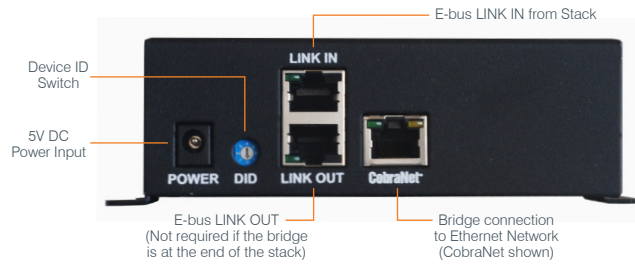 E-bus LINK IN from Stack
LINK IN
Device ID
Switch
5V DC
Power Input
POWER
DID
LINK OUT
CobraNet™
E-bus LINK OUT
(Not required if the bridge
is at the end of the stack)
Bridge connection
to Ethernet Network
(CobraNet shown)